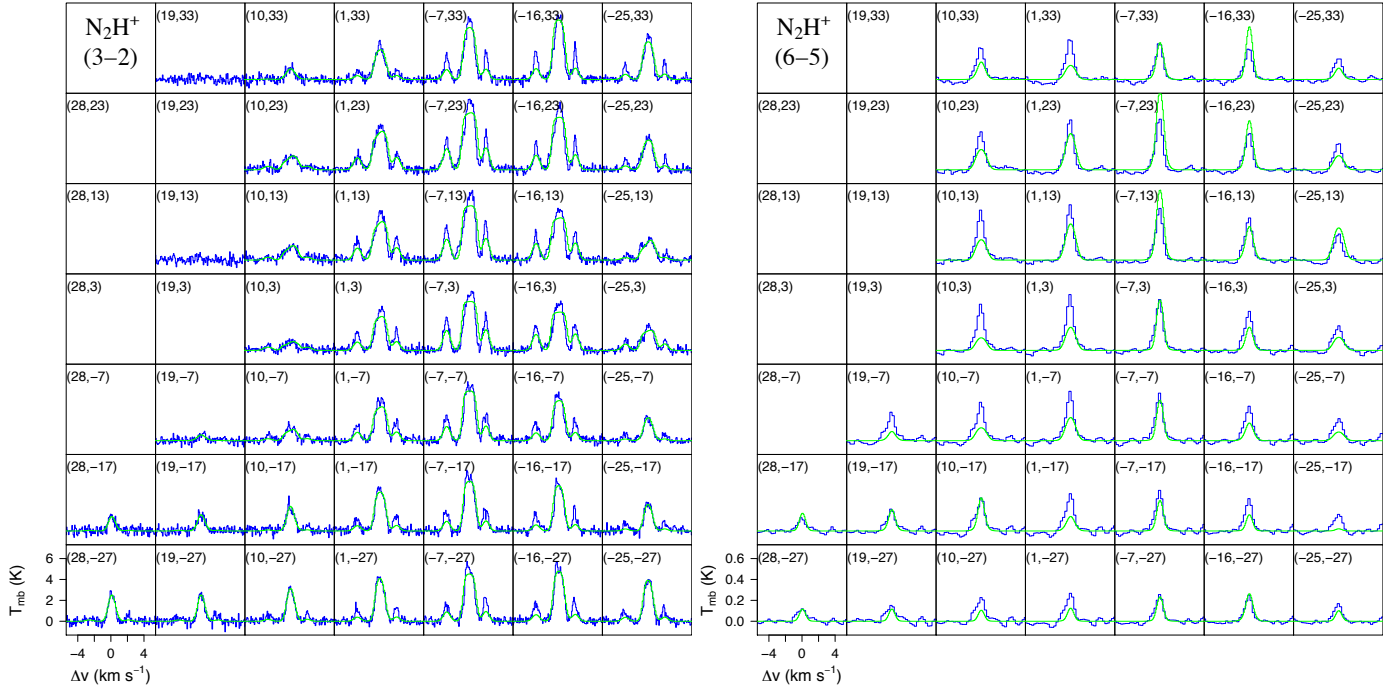 N₂H⁺ (19,33) (10,33) (1,33) (−7,33) (−16,33) (−25,33)
(3−2)
(28,23) (19,23) (10,23) (1,23) (−7,23) (−16,23) (−25,23)
(28,13) (19,13) (10,13) (1,13) (−7,13) (−16,13) (−25,13)
(28,3) (19,3) (10,3) (1,3) (−7,3) (−16,3) (−25,3)
(28,−7) (19,−7) (10,−7) (1,−7) (−7,−7) (−16,−7) (−25,−7)
(28,−17) (19,−17) (10,−17) (1,−17) (−7,−17) (−16,−17) (−25,−17)
(28,−27) (19,−27) (10,−27) (1,−27) (−7,−27) (−16,−27) (−25,−27)
6
4
2
0
T_mb (K)
−4 0 4
Δv (km s⁻¹)
N₂H⁺ (19,33) (10,33) (1,33) (−7,33) (−16,33) (−25,33)
(6−5)
(28,23) (19,23) (10,23) (1,23) (−7,23) (−16,23) (−25,23)
(28,13) (19,13) (10,13) (1,13) (−7,13) (−16,13) (−25,13)
(28,3) (19,3) (10,3) (1,3) (−7,3) (−16,3) (−25,3)
(28,−7) (19,−7) (10,−7) (1,−7) (−7,−7) (−16,−7) (−25,−7)
(28,−17) (19,−17) (10,−17) (1,−17) (−7,−17) (−16,−17) (−25,−17)
(28,−27) (19,−27) (10,−27) (1,−27) (−7,−27) (−16,−27) (−25,−27)
0.6
0.4
0.2
0.0
T_mb (K)
−4 0 4
Δv (km s⁻¹)